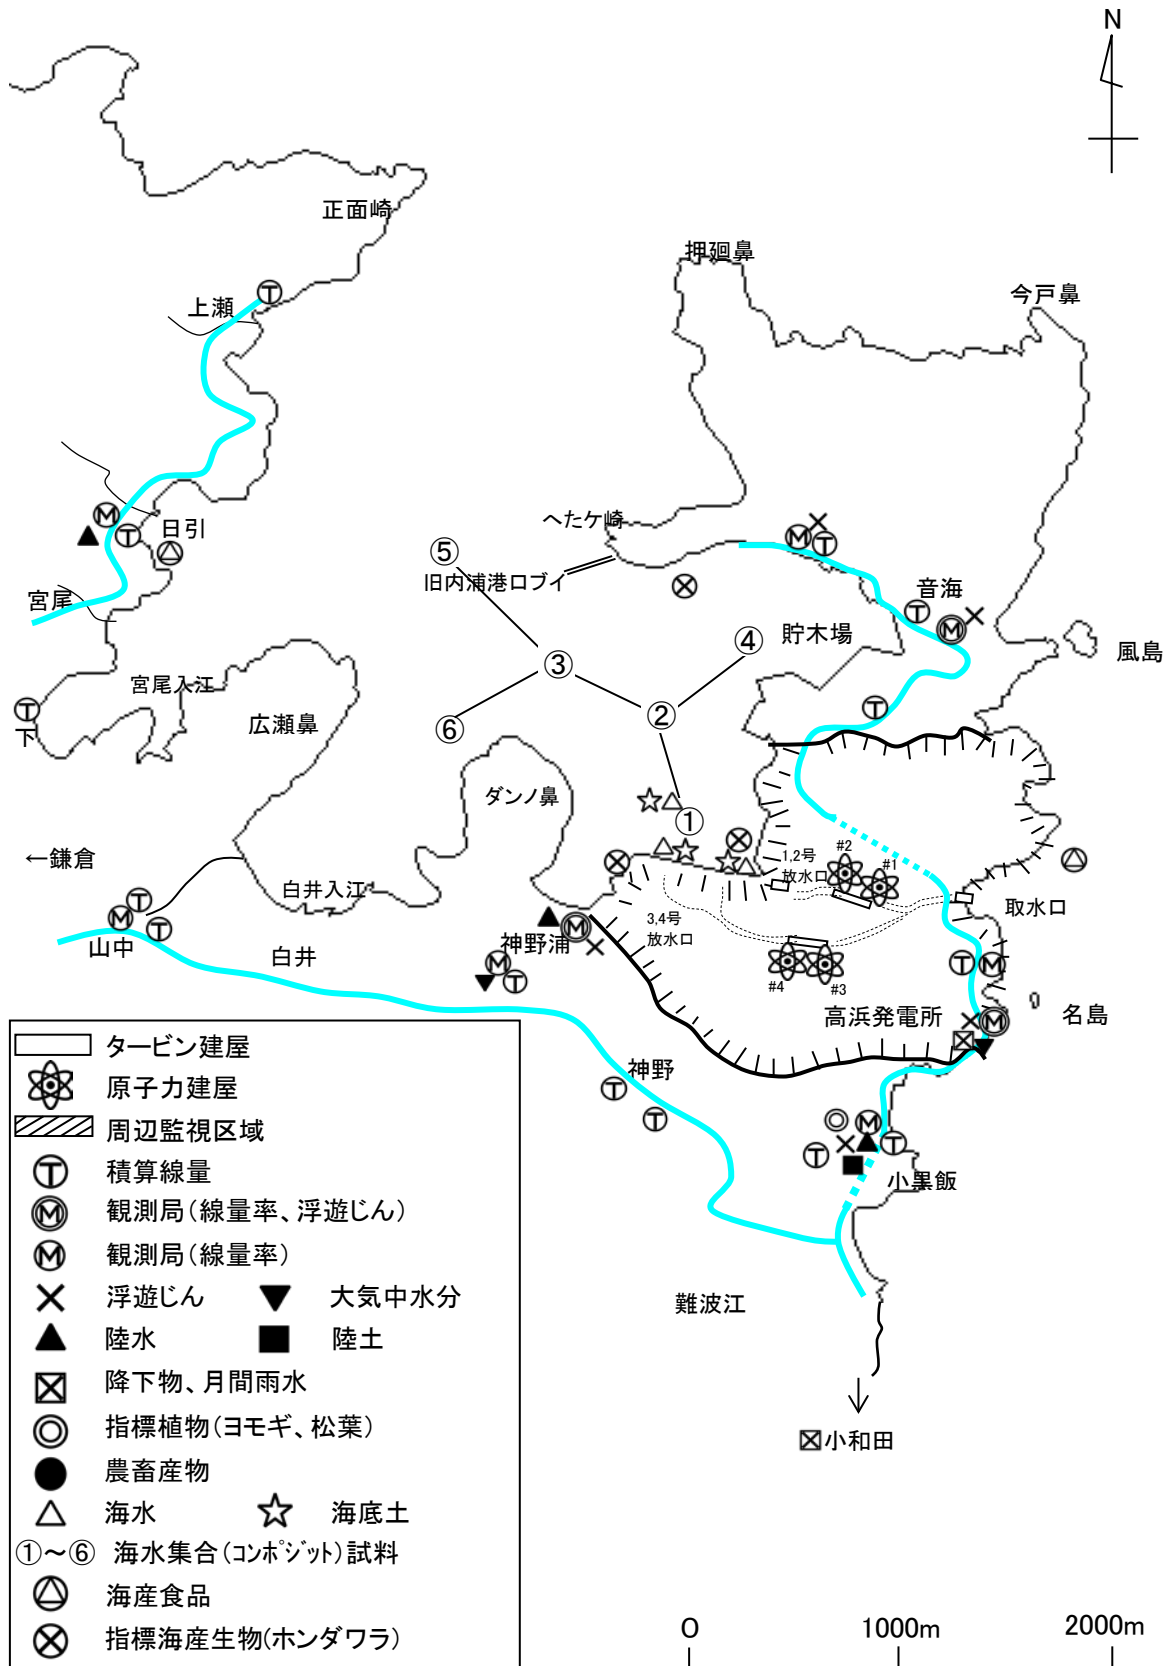 N
正面崎
押廻鼻
今戸鼻
上瀬
T
へたケ崎
M
T
日引
M
T
⑤
旧内浦港口ブイ
音海
T
M
宮尾
貯木場
④
風島
③
宮尾入江
T
下
広瀬鼻
⑥
②
T
ダンノ鼻
①
←鎌倉
1,2号
放水口
#2
#1
白井入江
取水口
T
M
T
山中
白井
3,4号
放水口
神野浦
M
M
T
#4
#3
T
M
高浜発電所
名島
M
神野
T
T
M
T
T
小黒飯
難波江
小和田
タービン建屋
原子力建屋
周辺監視区域
T 積算線量
M 観測局(線量率、浮遊じん)
M 観測局(線量率)
浮遊じん 大気中水分
陸水 陸土
降下物、月間雨水
指標植物(ヨモギ、松葉)
農畜産物
海水 海底土
①～⑥ 海水集合(ｺﾝﾎﾟｼﾞｯﾄ)試料
海産食品
指標海産生物(ホンダワラ)
O 1000m 2000m